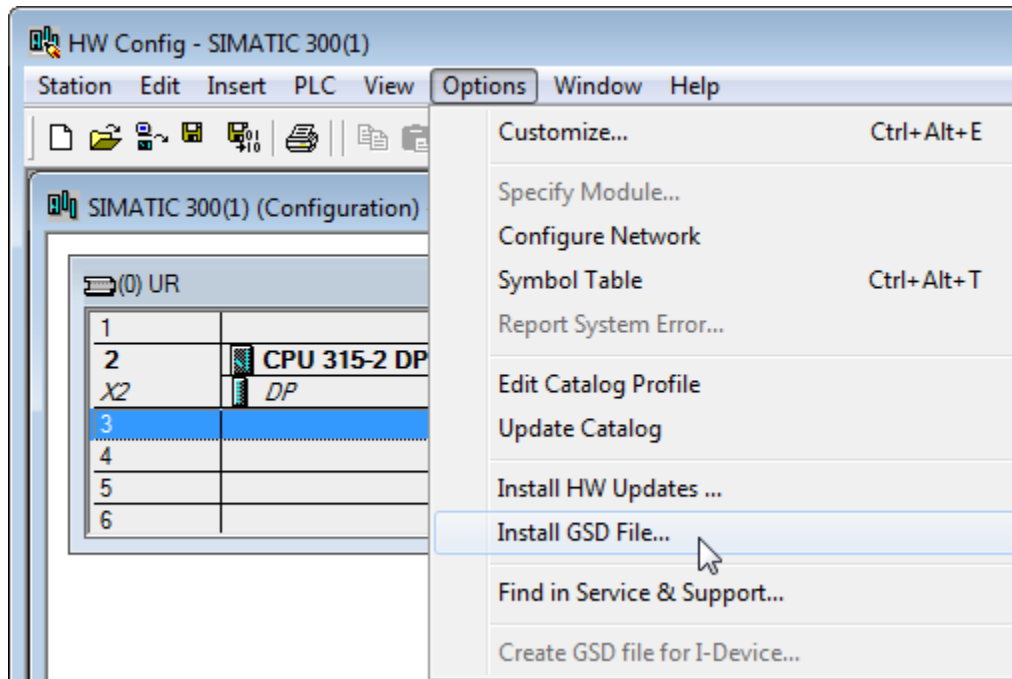 HW Config - SIMATIC 300(1)
Station Edit Insert PLC View Options Window Help
Customize... Ctrl+Alt+E
SIMATIC 300(1) (Configuration)
Specify Module...
Configure Network
(0) UR
Symbol Table Ctrl+Alt+T
1
Report System Error...
2 CPU 315-2 DP
X2 DP
Edit Catalog Profile
3
Update Catalog
4
5
Install HW Updates ...
6
Install GSD File...
Find in Service & Support...
Create GSD file for I-Device...